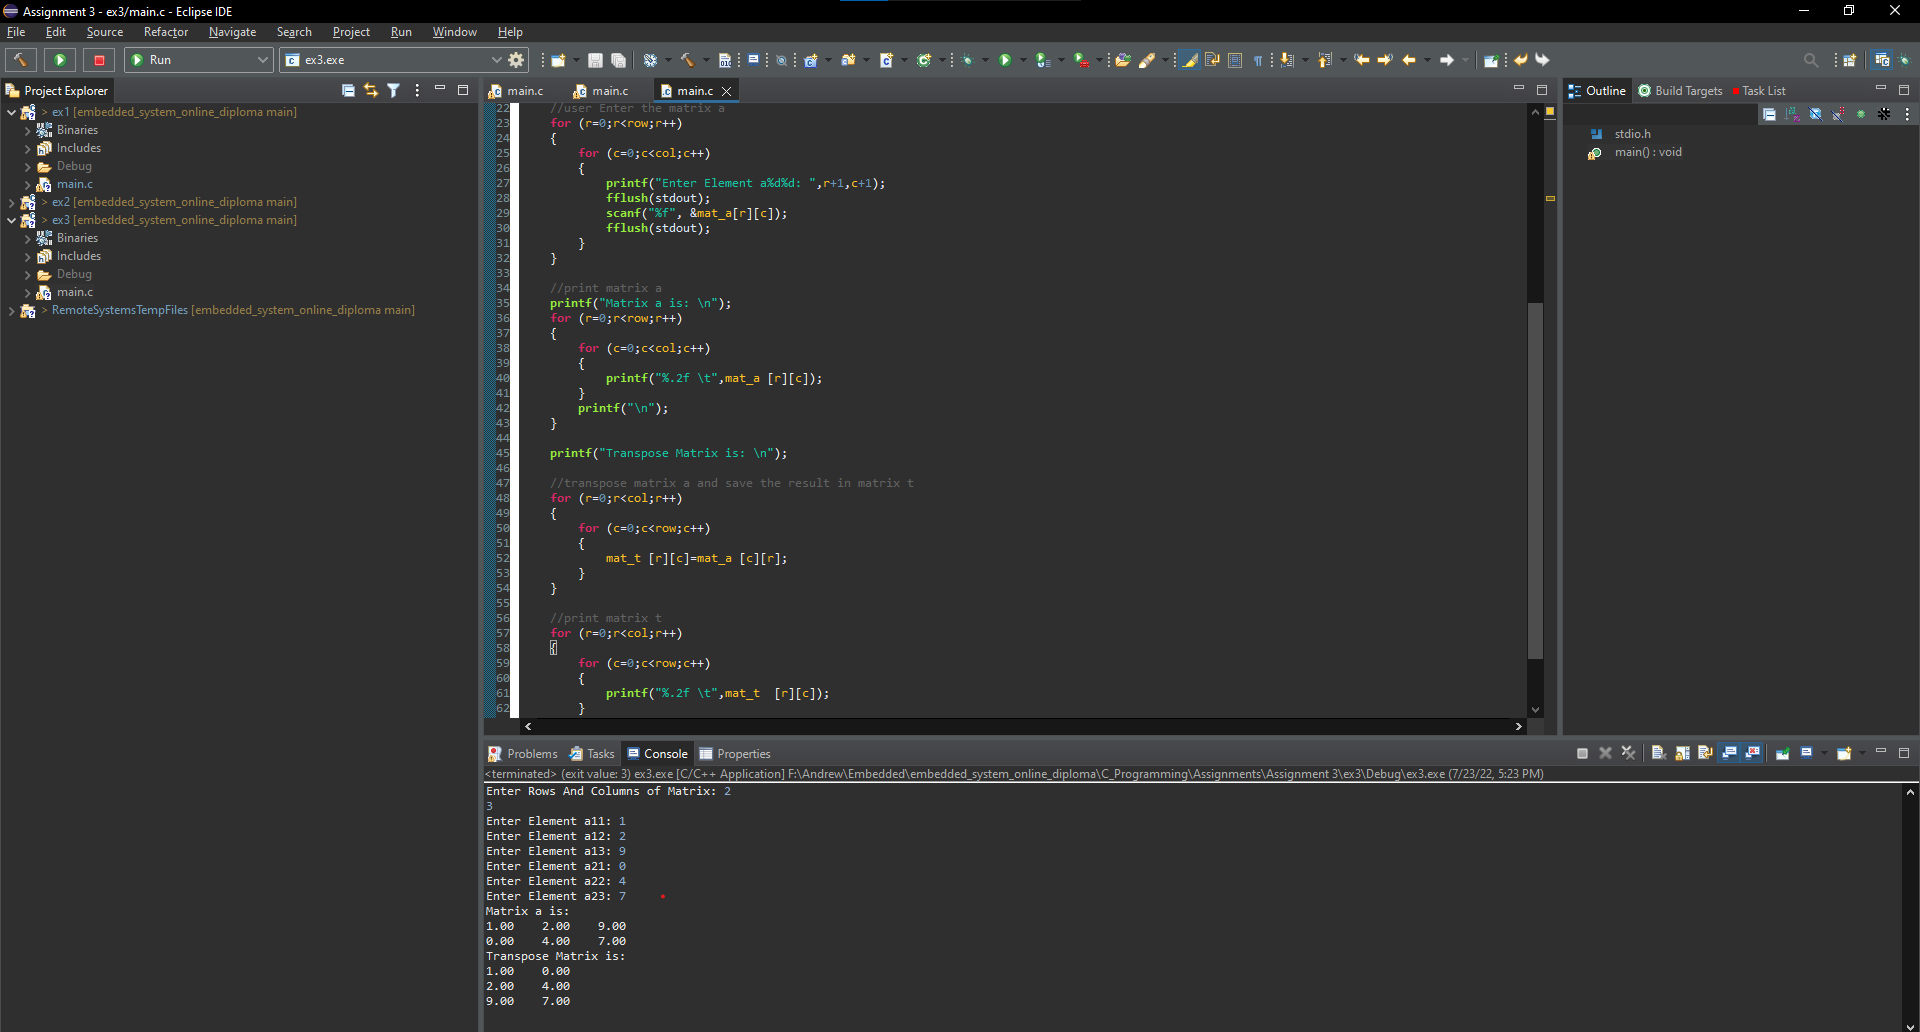 Assignment 3 - ex3/main.c - Eclipse IDE
File Edit Source Refactor Navigate Search Project Run Window Help
Run ex3.exe
Project Explorer
> ex1 [embedded_system_online_diploma main]
Binaries
Includes
Debug
main.c
> ex2 [embedded_system_online_diploma main]
> ex3 [embedded_system_online_diploma main]
Binaries
Includes
Debug
main.c
> RemoteSystemsTempFiles [embedded_system_online_diploma main]
main.c main.c main.c
22 //user Enter the matrix a
23 for (r=0;r<row;r++)
24 {
25 for (c=0;c<col;c++)
26 {
27 printf("Enter Element a%d%d: ",r+1,c+1);
28 fflush(stdout);
29 scanf("%f", &mat_a[r][c]);
30 fflush(stdout);
31 }
32 }
33
34 //print matrix a
35 printf("Matrix a is: \n");
36 for (r=0;r<row;r++)
37 {
38 for (c=0;c<col;c++)
39 {
40 printf("%.2f \t",mat_a [r][c]);
41 }
42 printf("\n");
43 }
44
45 printf("Transpose Matrix is: \n");
46
47 //transpose matrix a and save the result in matrix t
48 for (r=0;r<col;r++)
49 {
50 for (c=0;c<row;c++)
51 {
52 mat_t [r][c]=mat_a [c][r];
53 }
54 }
55
56 //print matrix t
57 for (r=0;r<col;r++)
58 {
59 for (c=0;c<row;c++)
60 {
61 printf("%.2f \t",mat_t  [r][c]);
62 }
Outline Build Targets Task List
stdio.h
main() : void
Problems Tasks Console Properties
<terminated> (exit value: 3) ex3.exe [C/C++ Application] F:\Andrew\Embedded\embedded_system_online_diploma\C_Programming\Assignments\Assignment 3\ex3\Debug\ex3.exe (7/23/22, 5:23 PM)
Enter Rows And Columns of Matrix: 2
3
Enter Element a11: 1
Enter Element a12: 2
Enter Element a13: 9
Enter Element a21: 0
Enter Element a22: 4
Enter Element a23: 7
Matrix a is:
1.00 2.00 9.00
0.00 4.00 7.00
Transpose Matrix is:
1.00 0.00
2.00 4.00
9.00 7.00